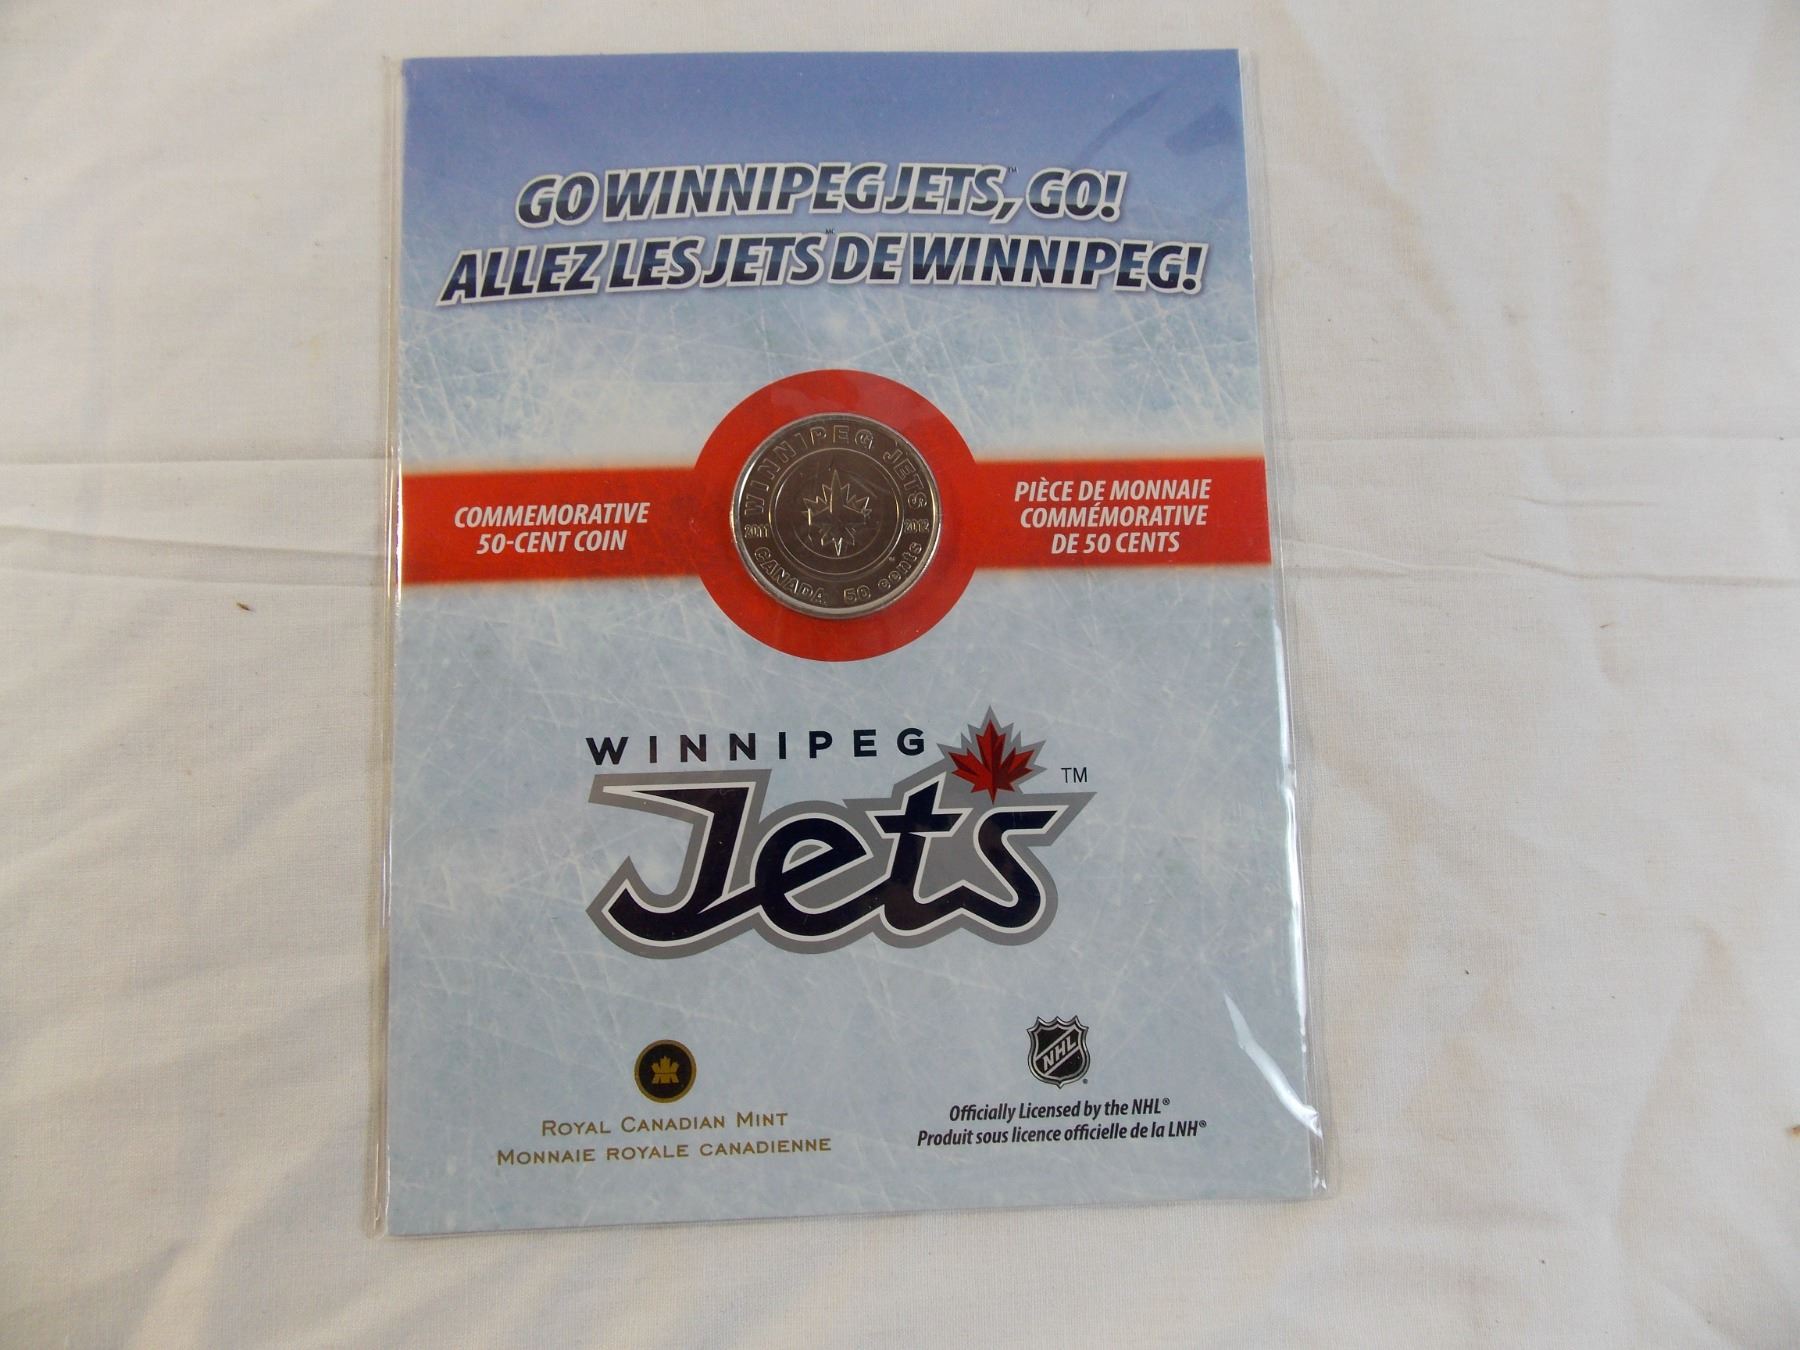 GO WINNIPEG JETS,™ GO!
ALLEZ LES JETS MC DE WINNIPEG!
COMMEMORATIVE
50-CENT COIN
WINNIPEG JETS
2011
2012
CANADA 50 cents
PIÈCE DE MONNAIE
COMMÉMORATIVE
DE 50 CENTS
WINNIPEG
Jets TM
ROYAL CANADIAN MINT
MONNAIE ROYALE CANADIENNE
NHL
Officially Licensed by the NHL®
Produit sous licence officielle de la LNH®